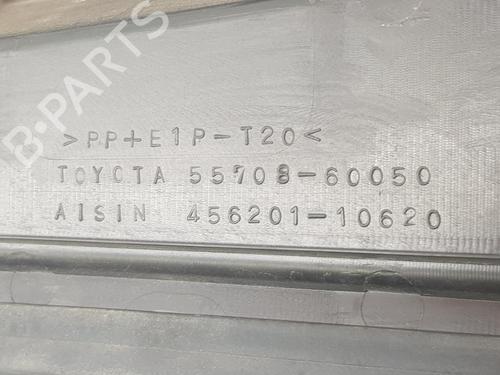 B-PARTS
>PP+E1P-T20<
TOYOTA 55708-60050
AISIN 456201-10620